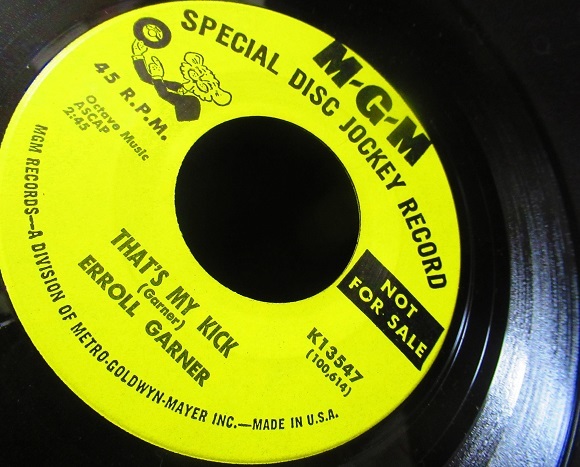 M-G-M
SPECIAL DISC JOCKEY RECORD
45 R.P.M.
Octave Music
ASCAP
2:45
NOT
FOR SALE
K13547
(100,614)
THAT'S MY KICK
(Garner)
ERROLL GARNER
MGM RECORDS—A DIVISION OF METRO-GOLDWYN-MAYER INC.—MADE IN U.S.A.